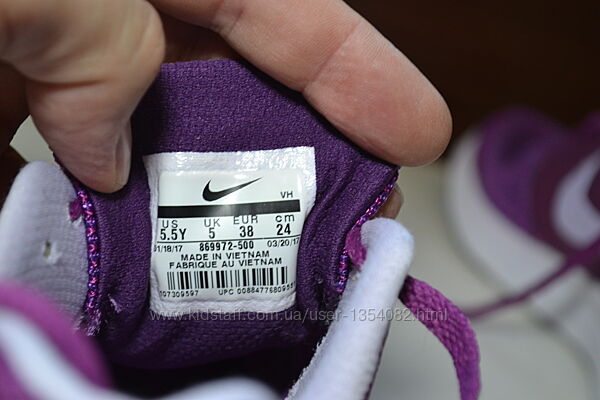 VH
US UK EUR cm
5.5Y 5 38 24
01/18/17 869972-500 03/20/17
MADE IN VIETNAM
FABRIQUE AU VIETNAM
UPC
www.kidstaff.com.ua/user-1354082.html